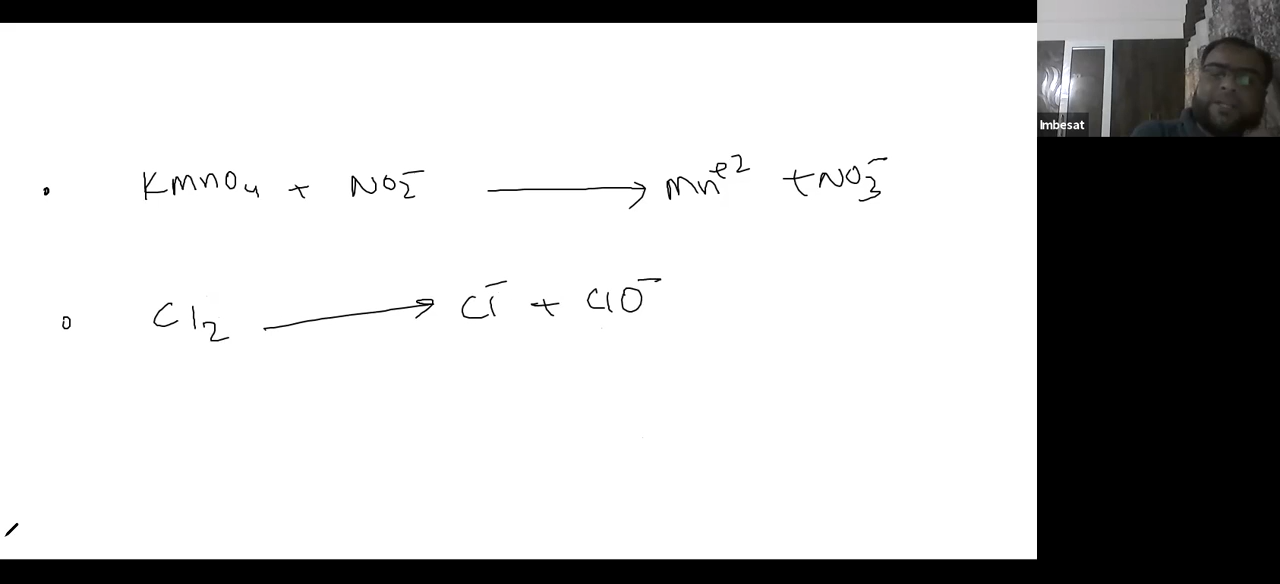 Imbesat
• KMnO₄ + NO₂⁻ ⟶ Mn⁺² + NO₃⁻
○ Cl₂ ⟶ Cl⁻ + ClO⁻